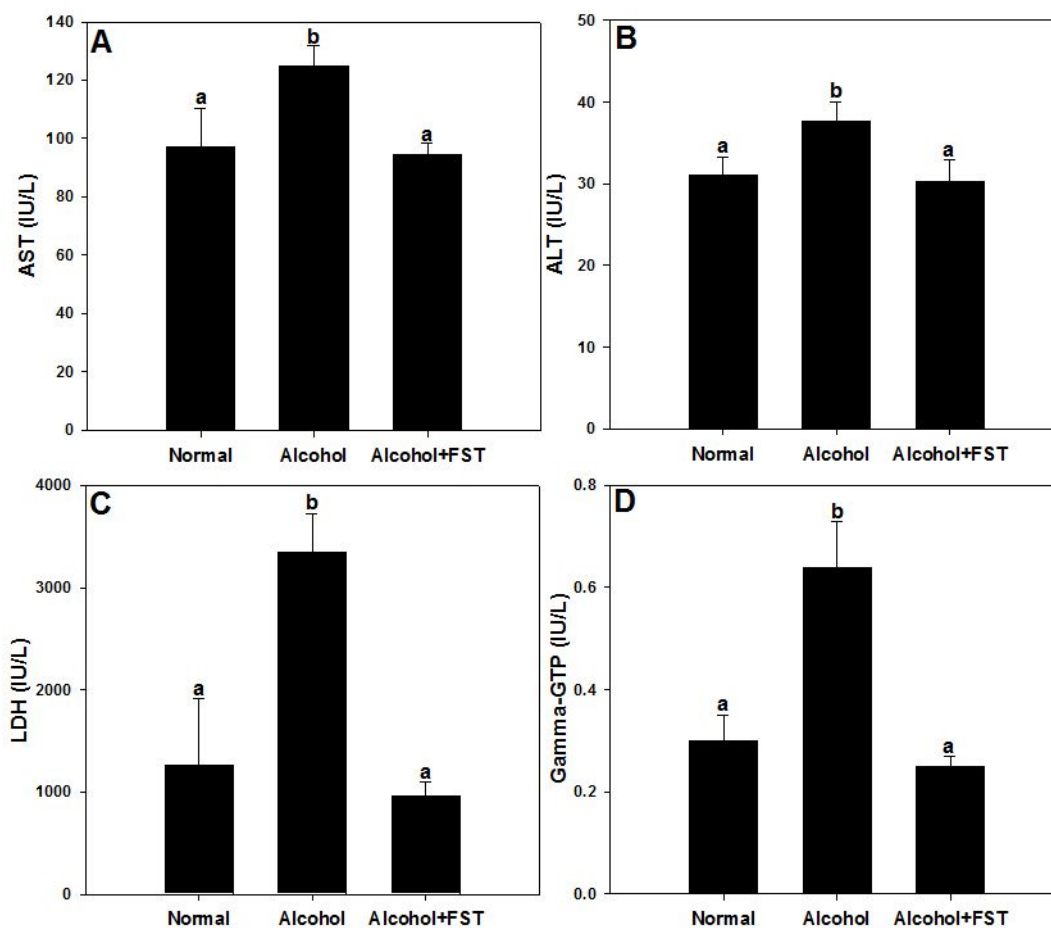 A
AST (IU/L)
140
120
100
80
60
40
20
0
a
b
a
Normal Alcohol Alcohol+FST
B
ALT (IU/L)
50
40
30
20
10
0
a
b
a
Normal Alcohol Alcohol+FST
C
LDH (IU/L)
4000
3000
2000
1000
0
a
b
a
Normal Alcohol Alcohol+FST
D
Gamma-GTP (IU/L)
0.8
0.6
0.4
0.2
0.0
a
b
a
Normal Alcohol Alcohol+FST